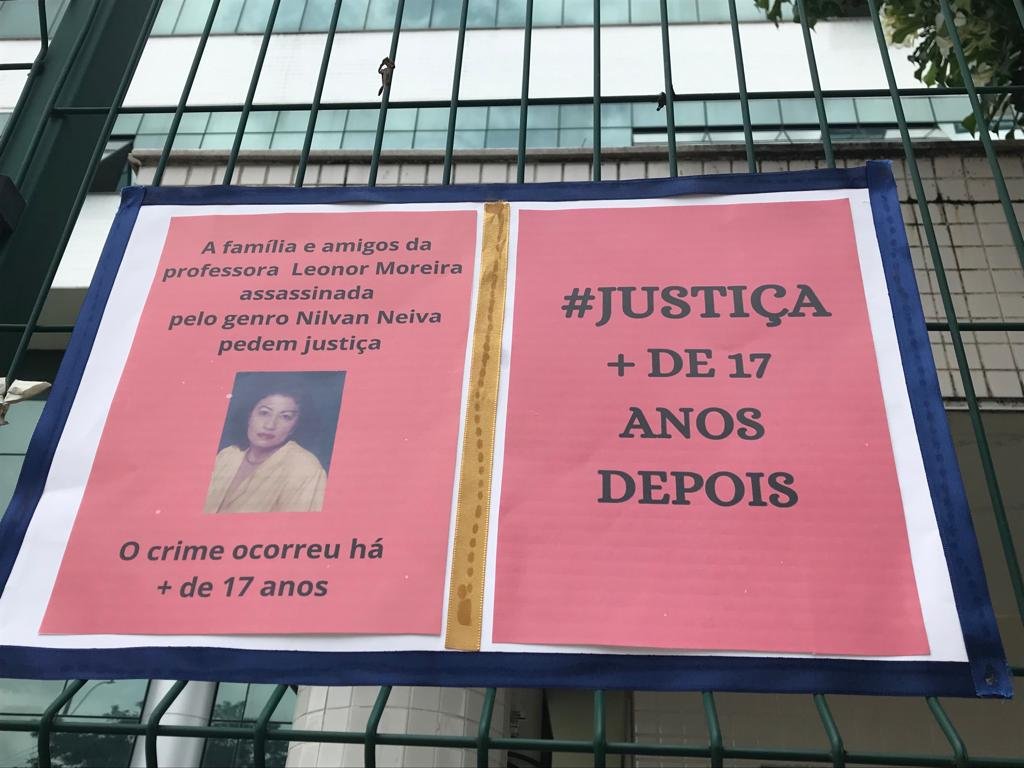 A família e amigos da
professora Leonor Moreira
assassinada
pelo genro Nilvan Neiva
pedem justiça
O crime ocorreu há
+ de 17 anos
#JUSTIÇA
+ DE 17
ANOS
DEPOIS